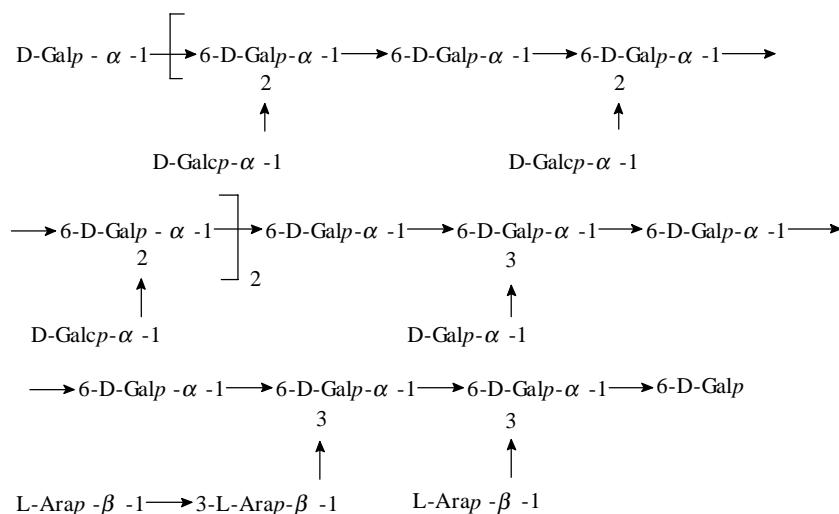 D-Galp - α -1 → [ 6-D-Galp-α -1 → 6-D-Galp-α -1 → 6-D-Galp-α -1 →
2 2
↑ ↑
D-Galcp-α -1 D-Galcp-α -1
→ 6-D-Galp - α -1 ] 2 → 6-D-Galp-α -1 → 6-D-Galp-α -1 → 6-D-Galp-α -1 →
2 3
↑ ↑
D-Galcp-α -1 D-Galp-α -1
→ 6-D-Galp -α -1 → 6-D-Galp-α -1 → 6-D-Galp-α -1 → 6-D-Galp
3 3
↑ ↑
L-Arap -β -1 → 3-L-Arap-β -1 L-Arap -β -1